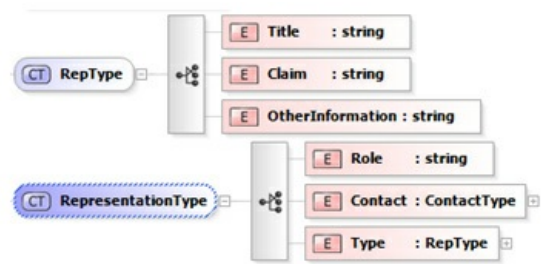 E Title : string
CT RepType
E Claim : string
E OtherInformation : string
E Role : string
CT RepresentationType
E Contact : ContactType
E Type : RepType